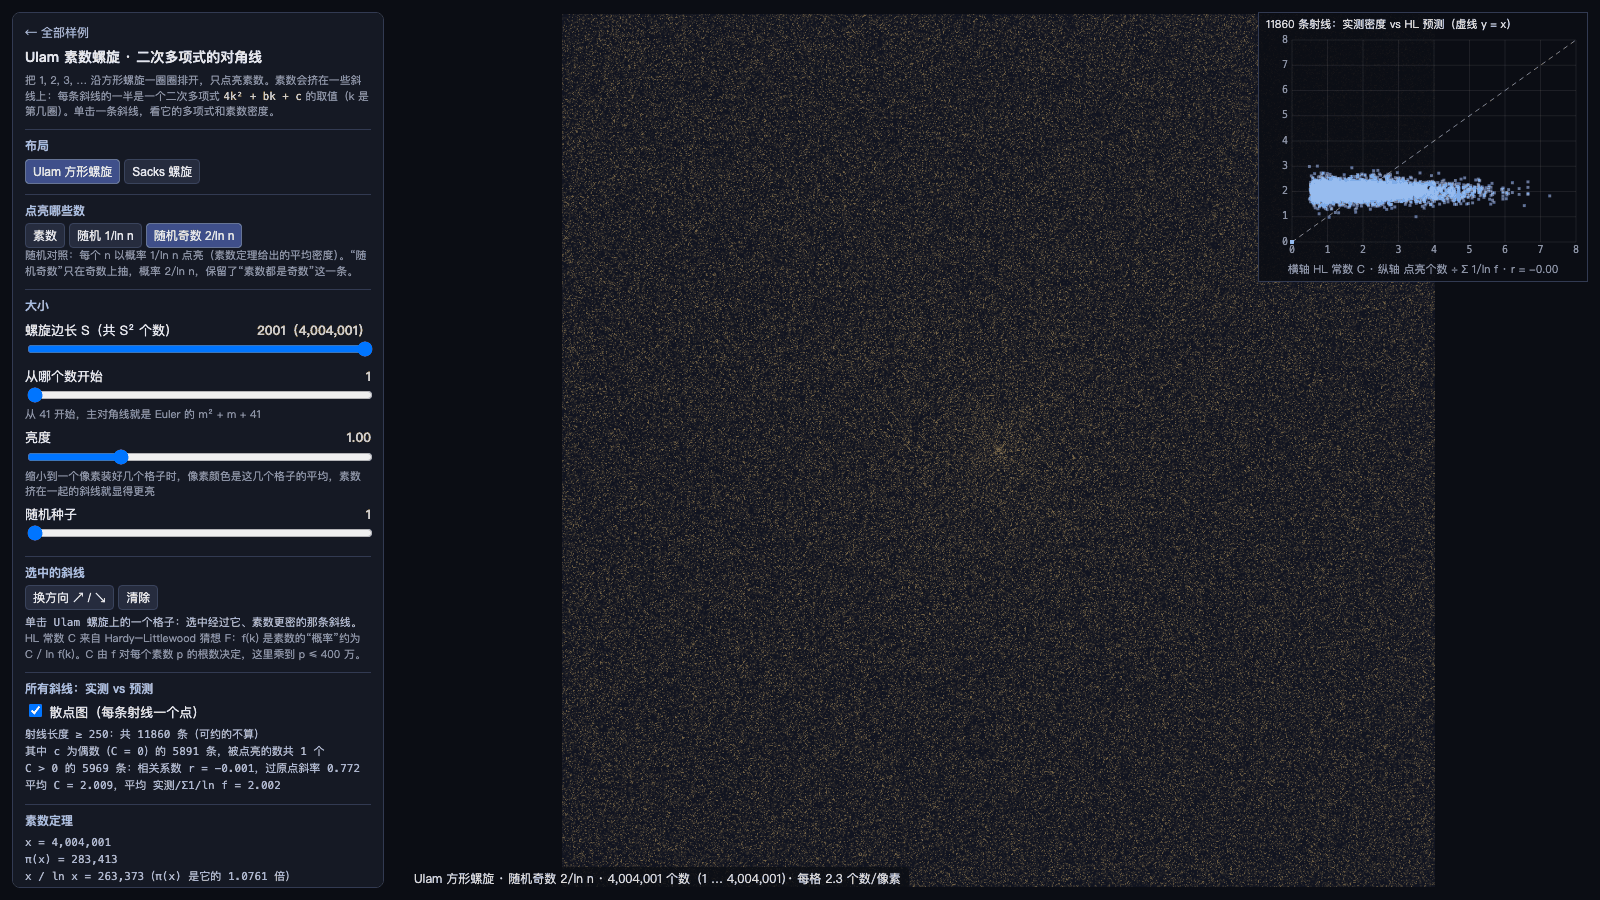 ← 全部样例
Ulam 素数螺旋 · 二次多项式的对角线
把 1, 2, 3, … 沿方形螺旋一圈圈排开，只点亮素数。素数会挤在一些斜
线上：每条斜线的一半是一个二次多项式 4k² + bk + c 的取值（k 是
第几圈）。单击一条斜线，看它的多项式和素数密度。
布局
Ulam 方形螺旋
Sacks 螺旋
点亮哪些数
素数
随机 1/ln n
随机奇数 2/ln n
随机对照：每个 n 以概率 1/ln n 点亮（素数定理给出的平均密度）。“随
机奇数”只在奇数上抽，概率 2/ln n，保留了“素数都是奇数”这一条。
大小
螺旋边长 S（共 S² 个数） 2001（4,004,001）
从哪个数开始 1
从 41 开始，主对角线就是 Euler 的 m² + m + 41
亮度 1.00
缩小到一个像素装好几个格子时，像素颜色是这几个格子的平均，素数
挤在一起的斜线就显得更亮
随机种子 1
选中的斜线
换方向 ↗ / ↘
清除
单击 Ulam 螺旋上的一个格子：选中经过它、素数更密的那条斜线。
HL 常数 C 来自 Hardy–Littlewood 猜想 F：f(k) 是素数的“概率”约为
C / ln f(k)。C 由 f 对每个素数 p 的根数决定，这里乘到 p ≤ 400 万。
所有斜线：实测 vs 预测
散点图（每条射线一个点）
射线长度 ≥ 250：共 11860 条（可约的不算）
其中 c 为偶数（C = 0）的 5891 条，被点亮的数共 1 个
C > 0 的 5969 条：相关系数 r = −0.001，过原点斜率 0.772
平均 C = 2.009，平均 实测/Σ1/ln f = 2.002
素数定理
x = 4,004,001
π(x) = 283,413
x / ln x = 263,373（π(x) 是它的 1.0761 倍）
11860 条射线：实测密度 vs HL 预测（虚线 y = x）
8
7
6
5
4
3
2
1
0
0 1 2 3 4 5 6 7 8
横轴 HL 常数 C · 纵轴 点亮个数 ÷ Σ 1/ln f · r = −0.00
Ulam 方形螺旋 · 随机奇数 2/ln n · 4,004,001 个数（1 … 4,004,001）· 每格 2.3 个数/像素